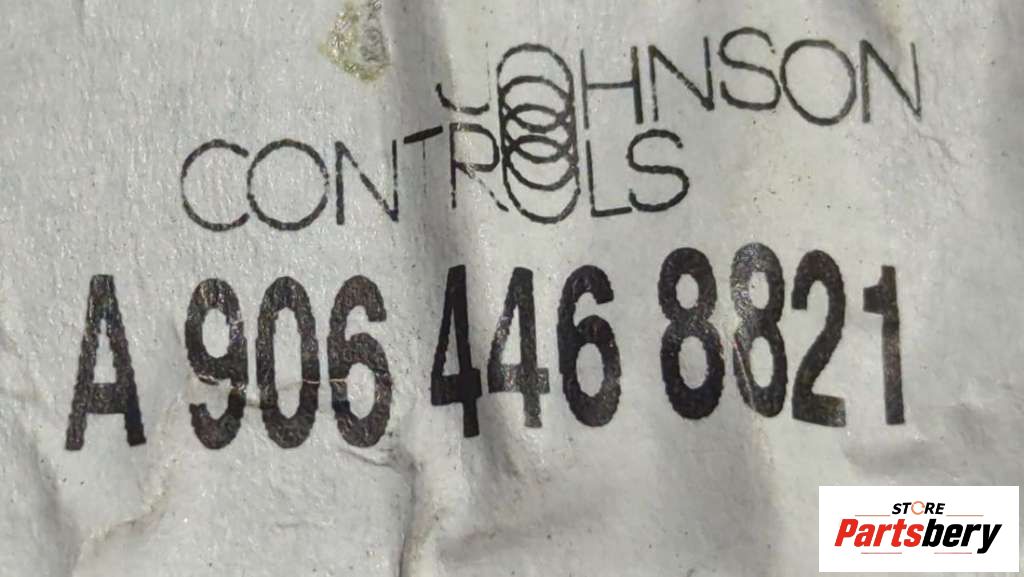 JOHNSON
CONTROLS
A 906 446 8821
STORE
Partsbery